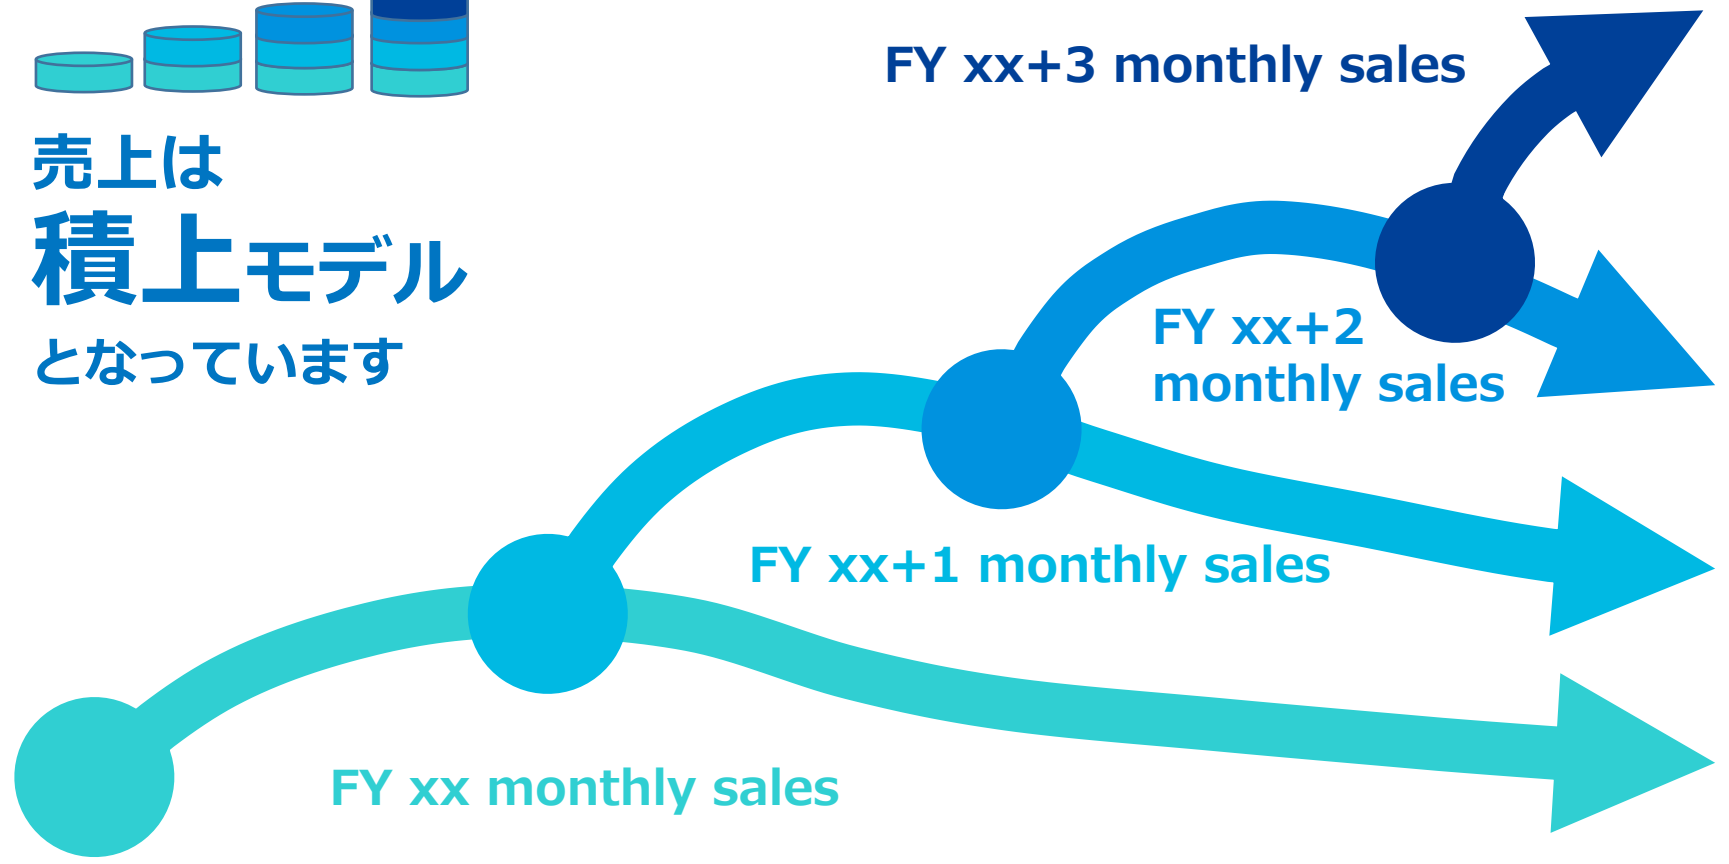 売上は
積上モデル
となっています
FY xx+3 monthly sales
FY xx+2
monthly sales
FY xx+1 monthly sales
FY xx monthly sales